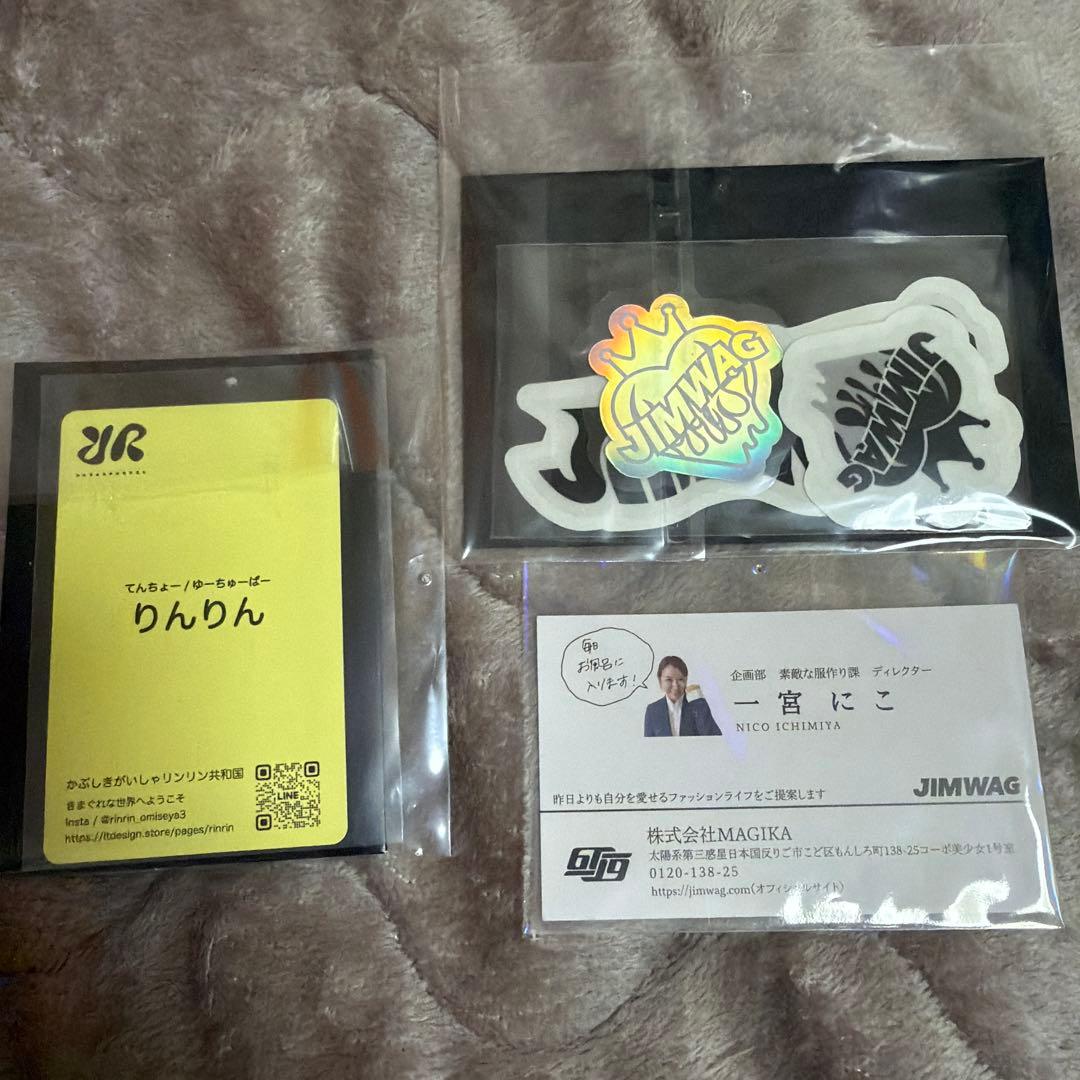 てんちょー / ゆーちゅーばー
りんりん
かぶしきがいしゃリンリン共和国
きまぐれな世界へようこそ
Insta / @rinrin_omiseya3
https://ltdesign.store/pages/rinrin
LINE
JIMWAG
JIMWAG
毎日
お風呂に
入ります!
企画部 素敵な服作り課 ディレクター
一宮 にこ
NICO ICHIMIYA
JIMWAG
昨日よりも自分を愛せるファッションライフをご提案します
株式会社MAGIKA
太陽系第三惑星日本国反りご市こど区もんしろ町138-25コーポ美少女1号室
0120-138-25
https://jimwag.com(オフィシャルサイト)